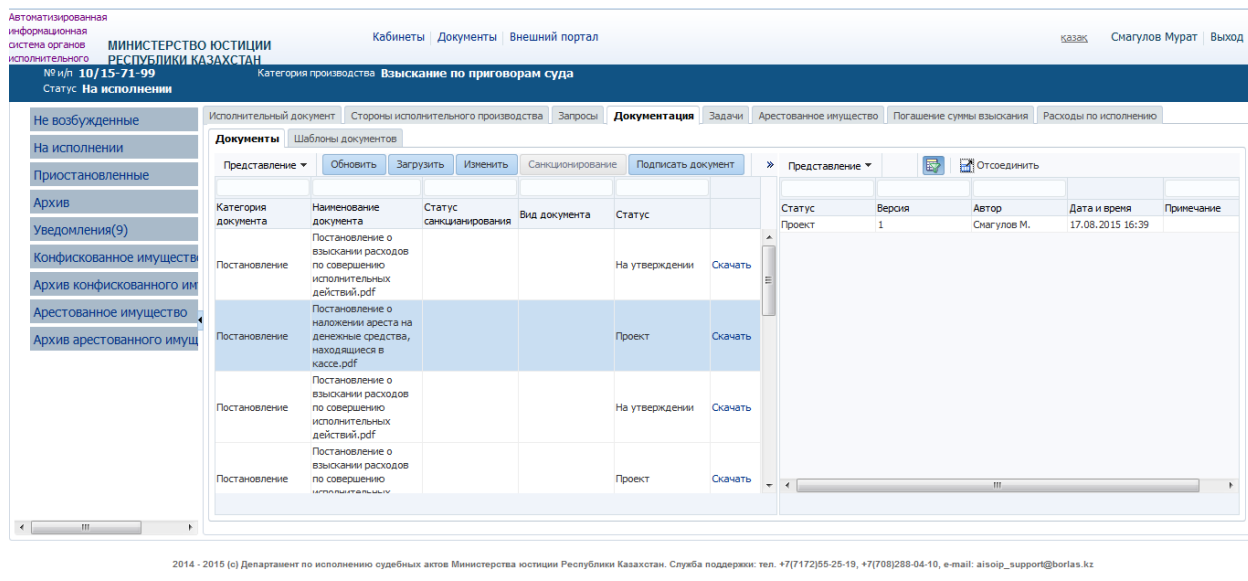 Автоматизированная
информационная
система органов
исполнительного
МИНИСТЕРСТВО ЮСТИЦИИ
РЕСПУБЛИКИ КАЗАХСТАН
Кабинеты Документы Внешний портал
қазақ Смагулов Мурат Выход
№ и/п 10/15-71-99 Категория производства Взыскание по приговорам суда
Статус На исполнении
Не возбужденные
На исполнении
Приостановленные
Архив
Уведомления(9)
Конфискованное имуществ
Архив конфискованного им
Арестованное имущество
Архив арестованного имущ
Исполнительный документ Стороны исполнительного производства Запросы Документация Задачи Арестованное имущество Погашение суммы взыскания Расходы по исполнению
Документы Шаблоны документов
Представление Обновить Загрузить Изменить Санкционирование Подписать документ »
Категория
документа
Наименование
документа
Статус
санкцианирования
Вид документа
Статус
Постановление
Постановление о
взыскании расходов
по совершению
исполнительных
действий.pdf
На утверждении Скачать
Постановление
Постановление о
наложении ареста на
денежные средства,
находящиеся в
кассе.pdf
Проект Скачать
Постановление
Постановление о
взыскании расходов
по совершению
исполнительных
действий.pdf
На утверждении Скачать
Постановление
Постановление о
взыскании расходов
по совершению
исполнительных
Проект Скачать
Представление Отсоединить
Статус Версия Автор Дата и время Примечание
Проект 1 Смагулов М. 17.08.2015 16:39
2014 - 2015 (c) Департамент по исполнению судебных актов Министерства юстиции Республики Казахстан. Служба поддержки: тел. +7(7172)55-25-19, +7(708)288-04-10, e-mail: aisoip_support@borlas.kz